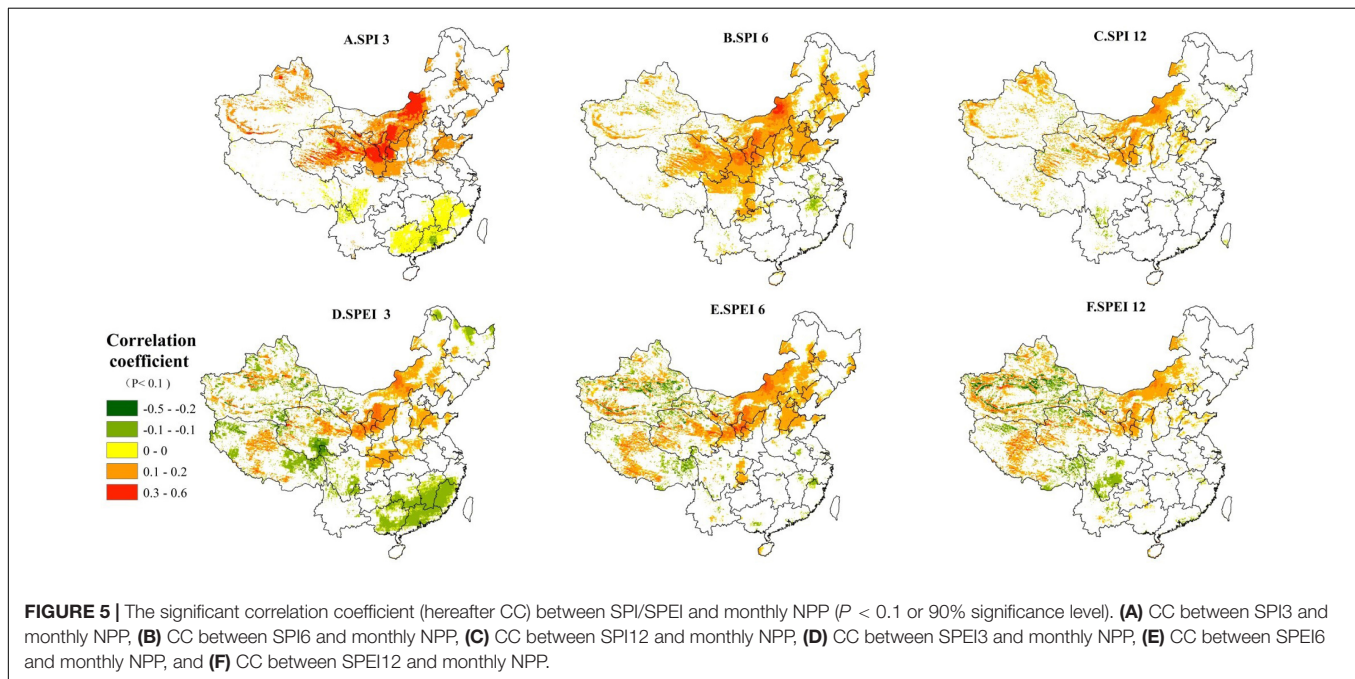 A.SPI 3
B.SPI 6
C.SPI 12
D.SPEI 3
E.SPEI 6
F.SPEI 12
Correlation
coefficient
(P< 0.1 )
-0.5 - -0.2
-0.1 - -0.1
0 - 0
0.1 - 0.2
0.3 - 0.6
FIGURE 5 | The significant correlation coefficient (hereafter CC) between SPI/SPEI and monthly NPP (P < 0.1 or 90% significance level). (A) CC between SPI3 and
monthly NPP, (B) CC between SPI6 and monthly NPP, (C) CC between SPI12 and monthly NPP, (D) CC between SPEI3 and monthly NPP, (E) CC between SPEI6
and monthly NPP, and (F) CC between SPEI12 and monthly NPP.